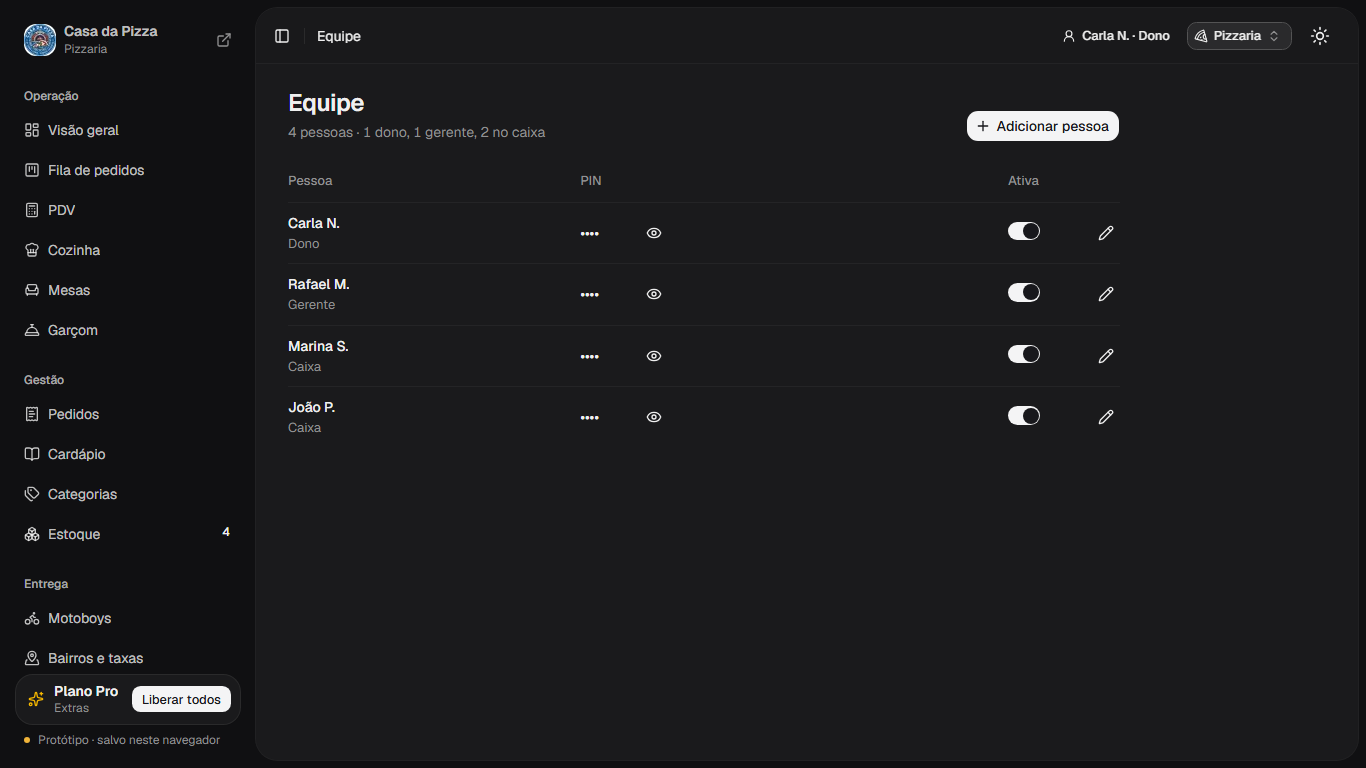 Casa da Pizza
Pizzaria
Operação
Visão geral
Fila de pedidos
PDV
Cozinha
Mesas
Garçom
Gestão
Pedidos
Cardápio
Categorias
Estoque 4
Entrega
Motoboys
Bairros e taxas
Plano Pro
Extras
Liberar todos
Protótipo · salvo neste navegador
Equipe
Carla N. · Dono
Pizzaria
Equipe
4 pessoas · 1 dono, 1 gerente, 2 no caixa
Adicionar pessoa
Pessoa PIN Ativa
Carla N.
Dono
••••
Rafael M.
Gerente
••••
Marina S.
Caixa
••••
João P.
Caixa
••••